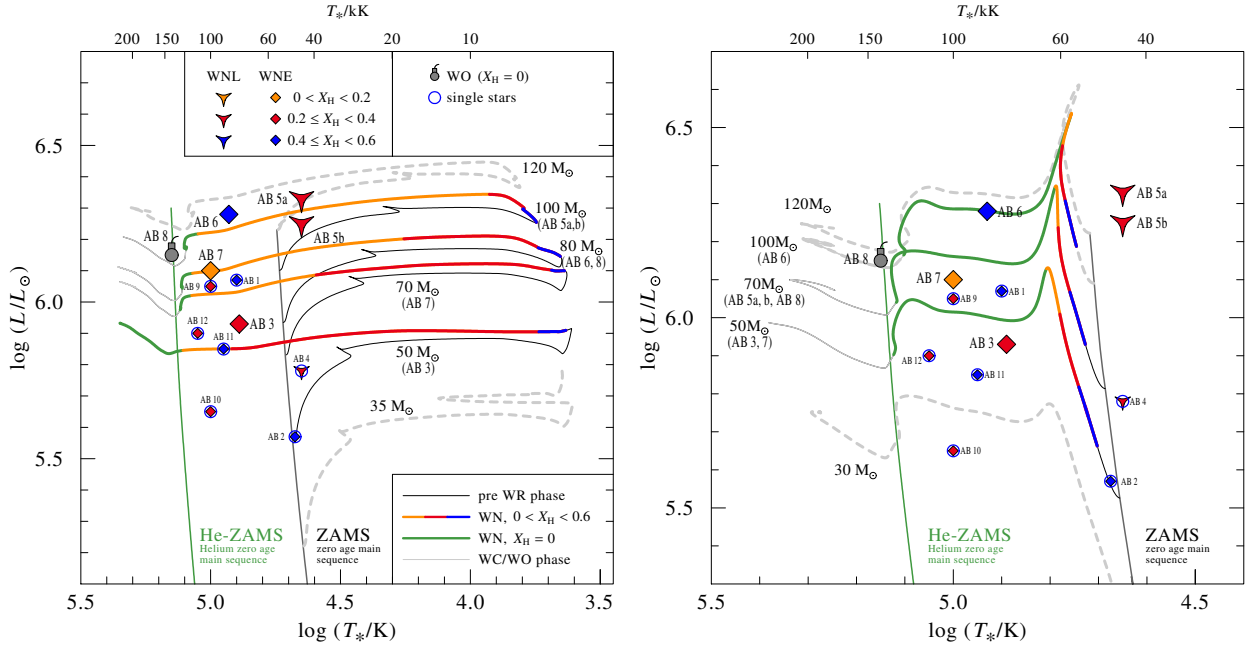 T*/kK
200 150 100 80 60 40 20 10
WNL WNE
0 < X_H < 0.2
0.2 ≤ X_H < 0.4
0.4 ≤ X_H < 0.6
WO (X_H = 0)
single stars
6.5
6.0
5.5
log (L/L⊙)
120 M⊙
AB 5a
100 M⊙
(AB 5a,b)
AB 6
AB 8
AB 5b
80 M⊙
(AB 6, 8)
AB 7
AB 1
AB 9
70 M⊙
(AB 7)
AB 12
AB 3
AB 11
50 M⊙
(AB 3)
AB 4
35 M⊙
AB 10
AB 2
pre WR phase
WN, 0 < X_H < 0.6
WN, X_H = 0
WC/WO phase
He-ZAMS
Helium zero age
main sequence
ZAMS
zero age main
sequence
5.5 5.0 4.5 4.0 3.5
log (T*/K)
T*/kK
200 150 100 80 60 40
6.5
6.0
5.5
log (L/L⊙)
AB 5a
120M⊙
AB 6
AB 5b
100M⊙
(AB 6)
AB 8
70M⊙
(AB 5a, b, AB 8)
AB 7
AB 1
AB 9
50M⊙
(AB 3, 7)
AB 3
AB 12
AB 11
AB 4
AB 10
30 M⊙
AB 2
He-ZAMS
Helium zero age
main sequence
ZAMS
zero age main
sequence
5.5 5.0 4.5
log (T*/K)